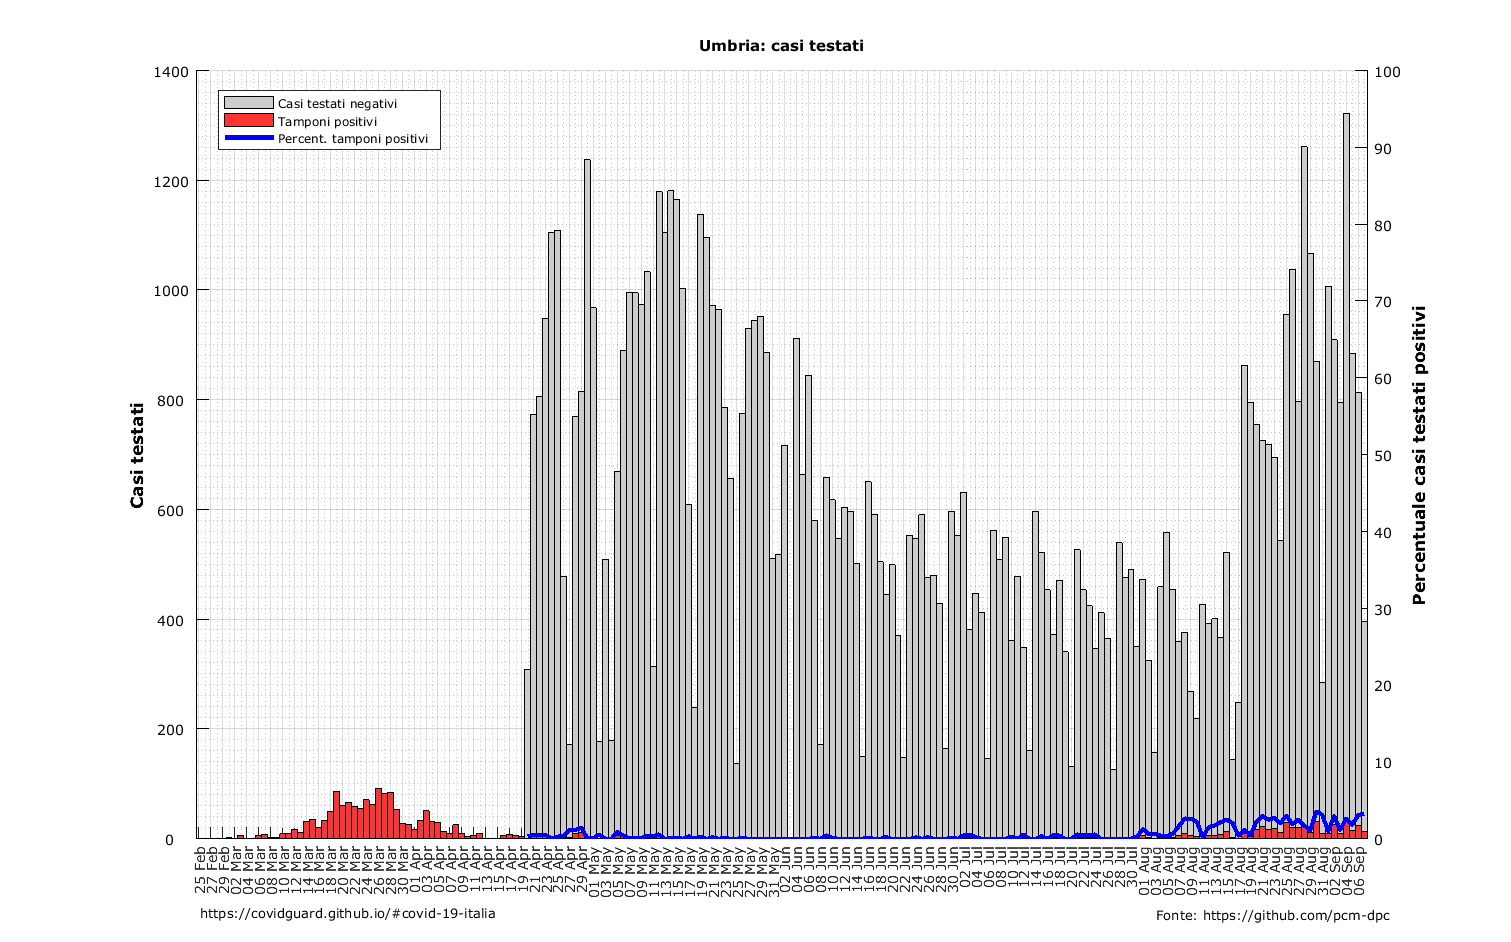 Umbria: casi testati
1400
1200
1000
800
600
400
200
0
100
90
80
70
60
50
40
30
20
10
0
Casi testati negativi
Tamponi positivi
Percent. tamponi positivi
Casi testati
Percentuale casi testati positivi
25 Feb
27 Feb
29 Feb
02 Mar
04 Mar
06 Mar
08 Mar
10 Mar
12 Mar
14 Mar
16 Mar
18 Mar
20 Mar
22 Mar
24 Mar
26 Mar
28 Mar
30 Mar
01 Apr
03 Apr
05 Apr
07 Apr
09 Apr
11 Apr
13 Apr
15 Apr
17 Apr
19 Apr
21 Apr
23 Apr
25 Apr
27 Apr
29 Apr
01 May
03 May
05 May
07 May
09 May
11 May
13 May
15 May
17 May
19 May
21 May
23 May
25 May
27 May
29 May
31 May
02 Jun
04 Jun
06 Jun
08 Jun
10 Jun
12 Jun
14 Jun
16 Jun
18 Jun
20 Jun
22 Jun
24 Jun
26 Jun
28 Jun
30 Jun
02 Jul
04 Jul
06 Jul
08 Jul
10 Jul
12 Jul
14 Jul
16 Jul
18 Jul
20 Jul
22 Jul
24 Jul
26 Jul
28 Jul
30 Jul
01 Aug
03 Aug
05 Aug
07 Aug
09 Aug
11 Aug
13 Aug
15 Aug
17 Aug
19 Aug
21 Aug
23 Aug
25 Aug
27 Aug
29 Aug
31 Aug
02 Sep
04 Sep
06 Sep
https://covidguard.github.io/#covid-19-italia
Fonte: https://github.com/pcm-dpc